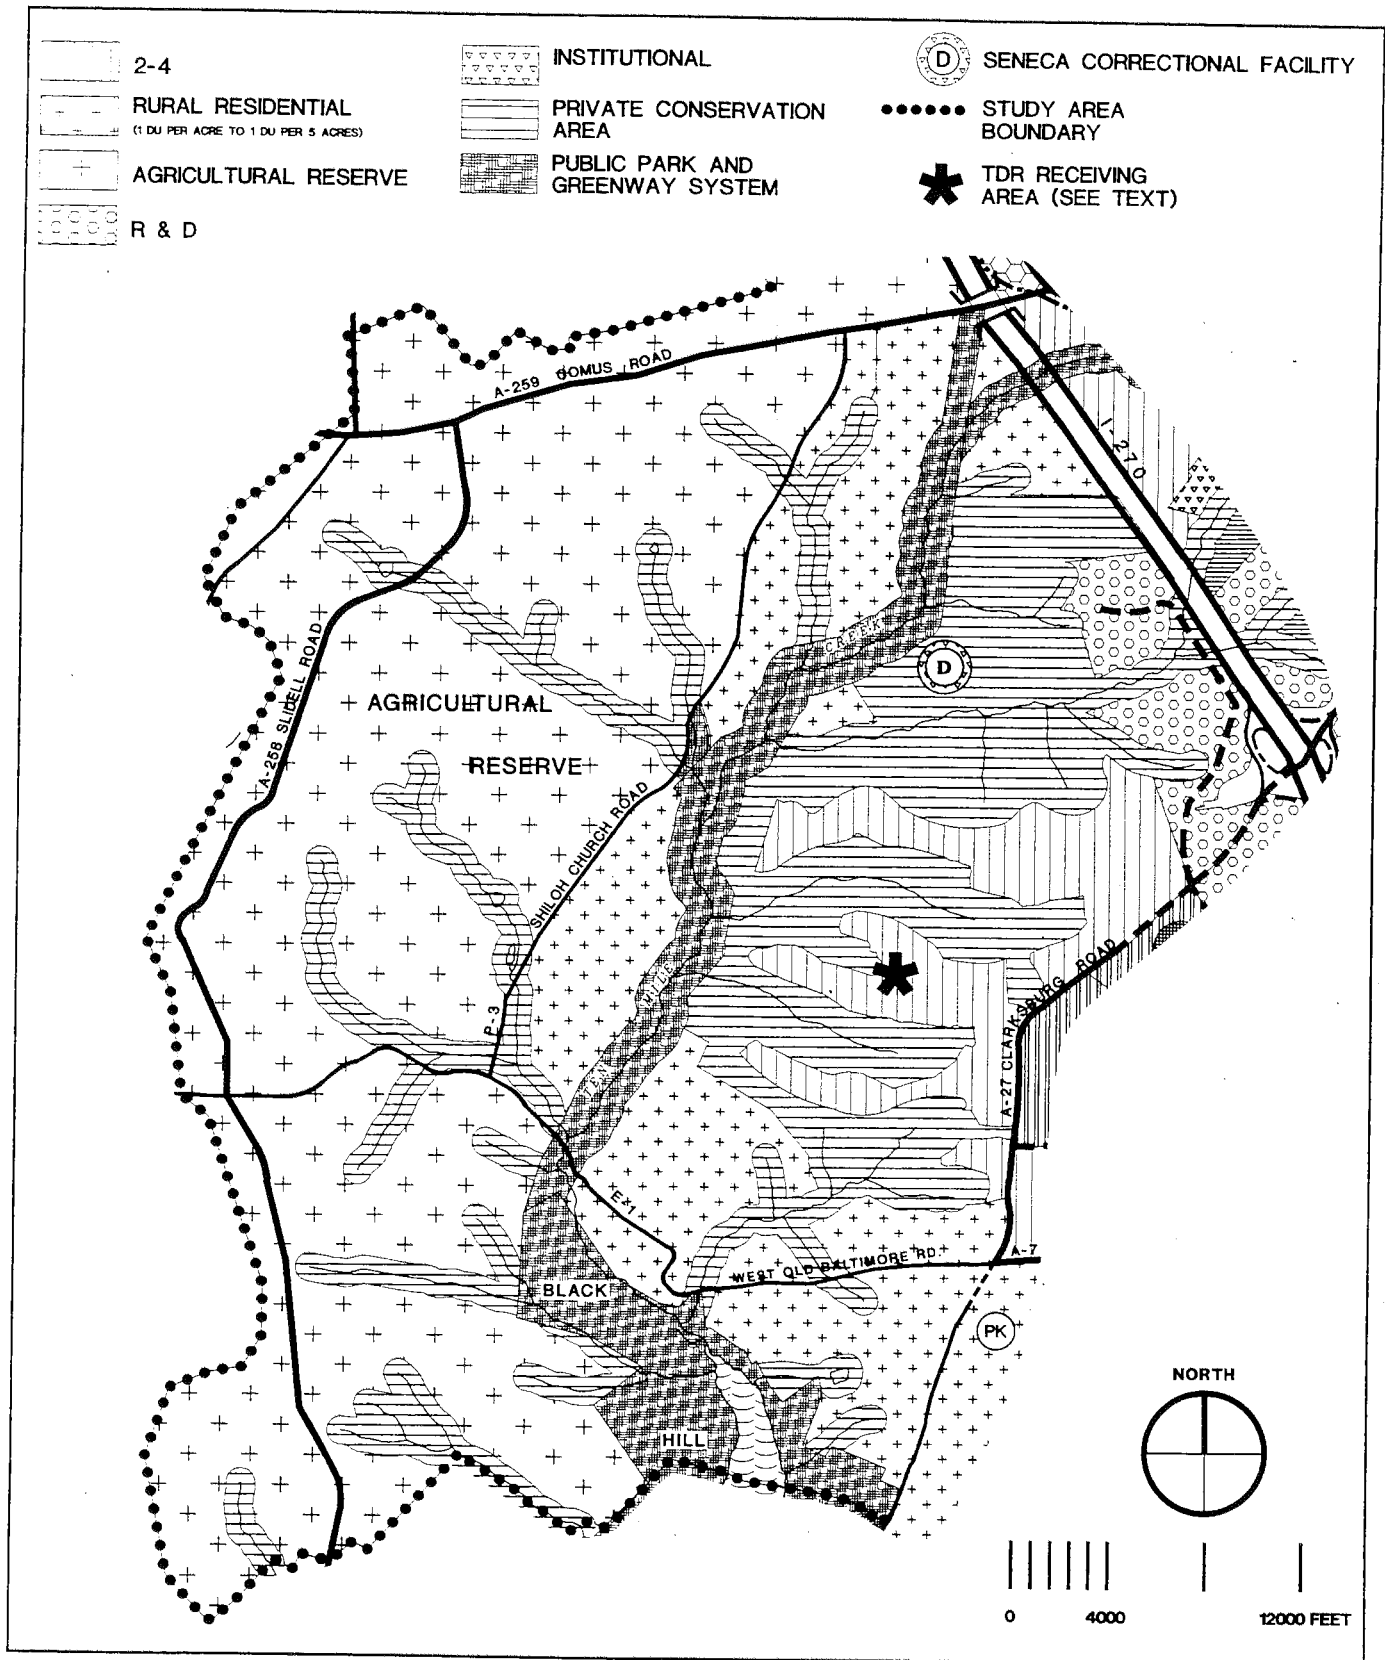 2-4
RURAL RESIDENTIAL
(1 DU PER ACRE TO 1 DU PER 5 ACRES)
AGRICULTURAL RESERVE
R & D
INSTITUTIONAL
PRIVATE CONSERVATION
AREA
PUBLIC PARK AND
GREENWAY SYSTEM
D
SENECA CORRECTIONAL FACILITY
STUDY AREA
BOUNDARY
TDR RECEIVING
AREA (SEE TEXT)
A-259 COMUS ROAD
I-270
A-258 SLIDELL ROAD
CREEK
D
AGRICULTURAL
RESERVE
SHILOH CHURCH ROAD
MILE
TEN
P-3
A-27 CLARKSBURG ROAD
E-1
A-7
WEST OLD BALTIMORE RD.
BLACK
PK
HILL
NORTH
0
4000
12000 FEET